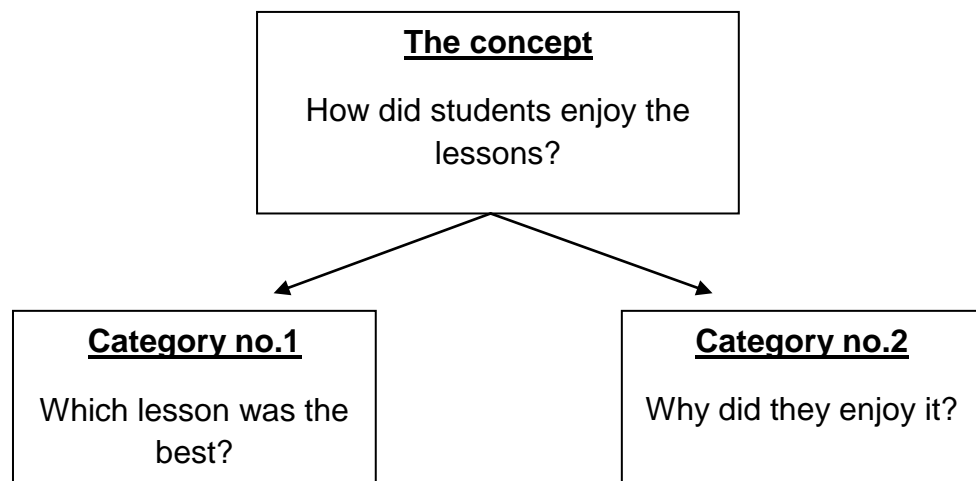 The concept
How did students enjoy the
lessons?
Category no.1
Which lesson was the
best?
Category no.2
Why did they enjoy it?